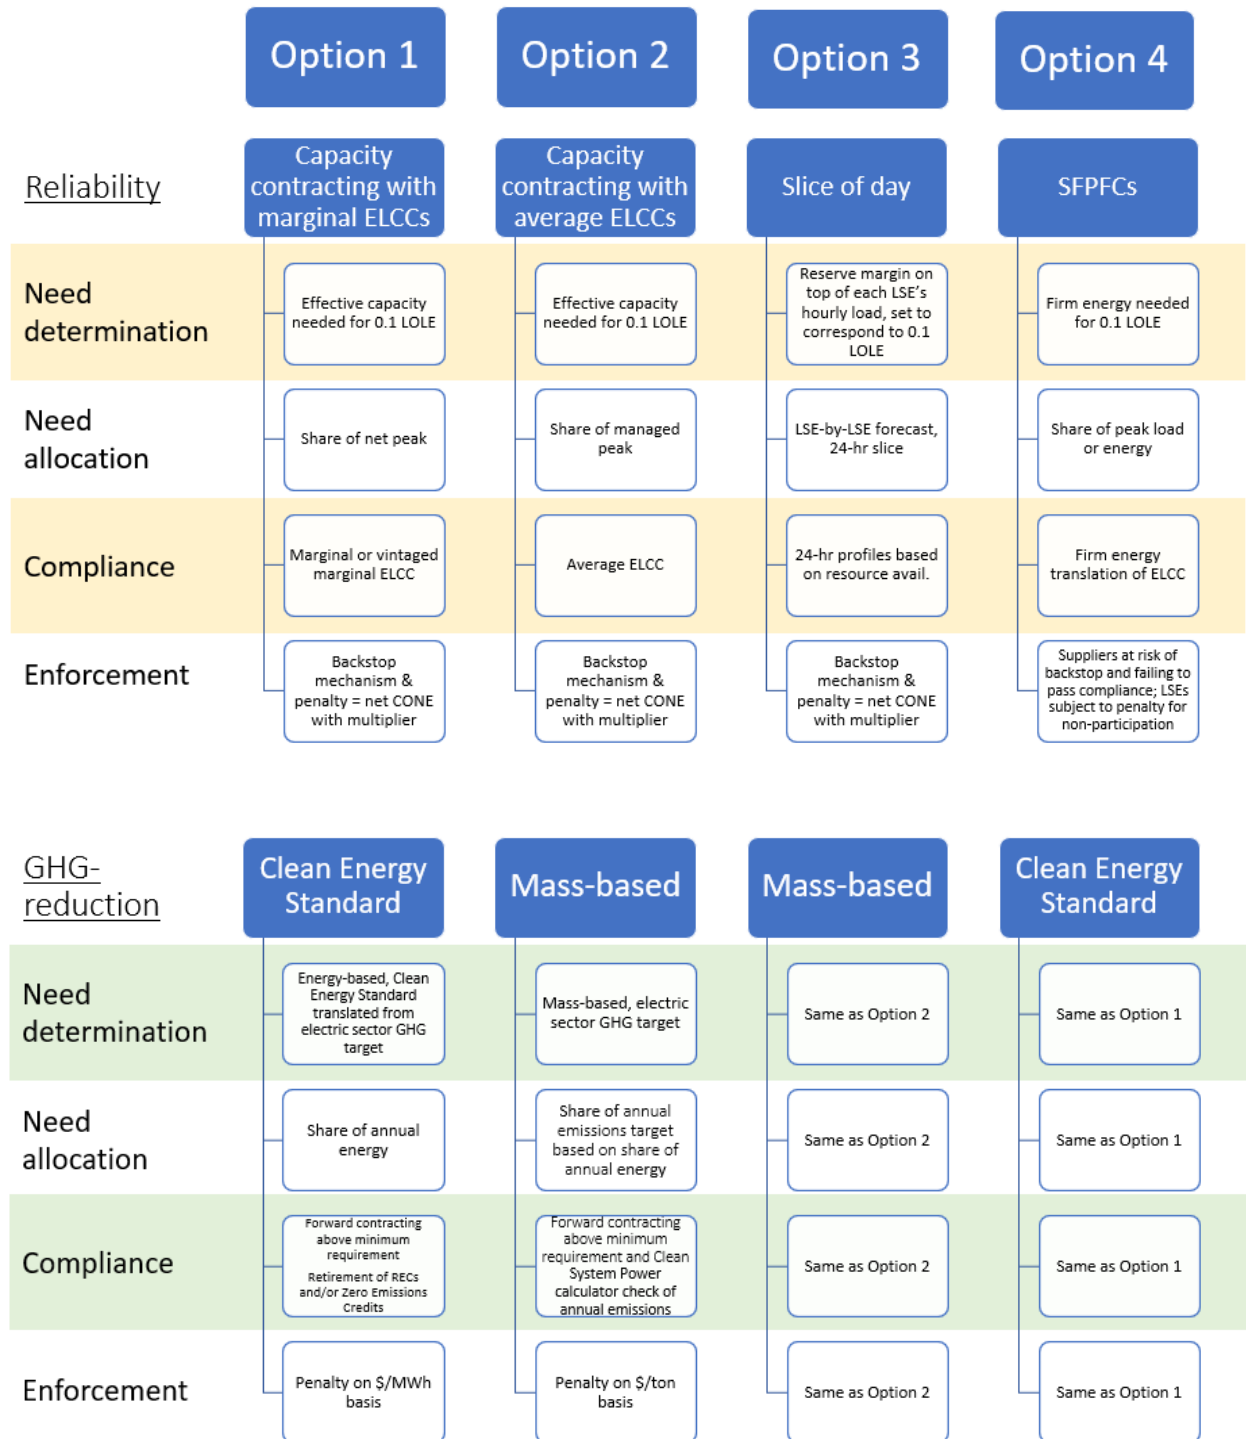 Option 1
Option 2
Option 3
Option 4
Reliability
Capacity
contracting with
marginal ELCCs
Capacity
contracting with
average ELCCs
Slice of day
SFPFCs
Need
determination
Effective capacity
needed for 0.1 LOLE
Effective capacity
needed for 0.1 LOLE
Reserve margin on
top of each LSE's
hourly load, set to
correspond to 0.1
LOLE
Firm energy needed
for 0.1 LOLE
Need
allocation
Share of net peak
Share of managed
peak
LSE-by-LSE forecast,
24-hr slice
Share of peak load
or energy
Compliance
Marginal or vintaged
marginal ELCC
Average ELCC
24-hr profiles based
on resource avail.
Firm energy
translation of ELCC
Enforcement
Backstop
mechanism &
penalty = net CONE
with multiplier
Backstop
mechanism &
penalty = net CONE
with multiplier
Backstop
mechanism &
penalty = net CONE
with multiplier
Suppliers at risk of
backstop and failing to
pass compliance; LSEs
subject to penalty for
non-participation
GHG-
reduction
Clean Energy
Standard
Mass-based
Mass-based
Clean Energy
Standard
Need
determination
Energy-based, Clean
Energy Standard
translated from
electric sector GHG
target
Mass-based, electric
sector GHG target
Same as Option 2
Same as Option 1
Need
allocation
Share of annual
energy
Share of annual
emissions target
based on share of
annual energy
Same as Option 2
Same as Option 1
Compliance
Forward contracting
above minimum
requirement
Retirement of RECs
and/or Zero Emissions
Credits
Forward contracting
above minimum
requirement and Clean
System Power
calculator check of
annual emissions
Same as Option 2
Same as Option 1
Enforcement
Penalty on $/MWh
basis
Penalty on $/ton
basis
Same as Option 2
Same as Option 1